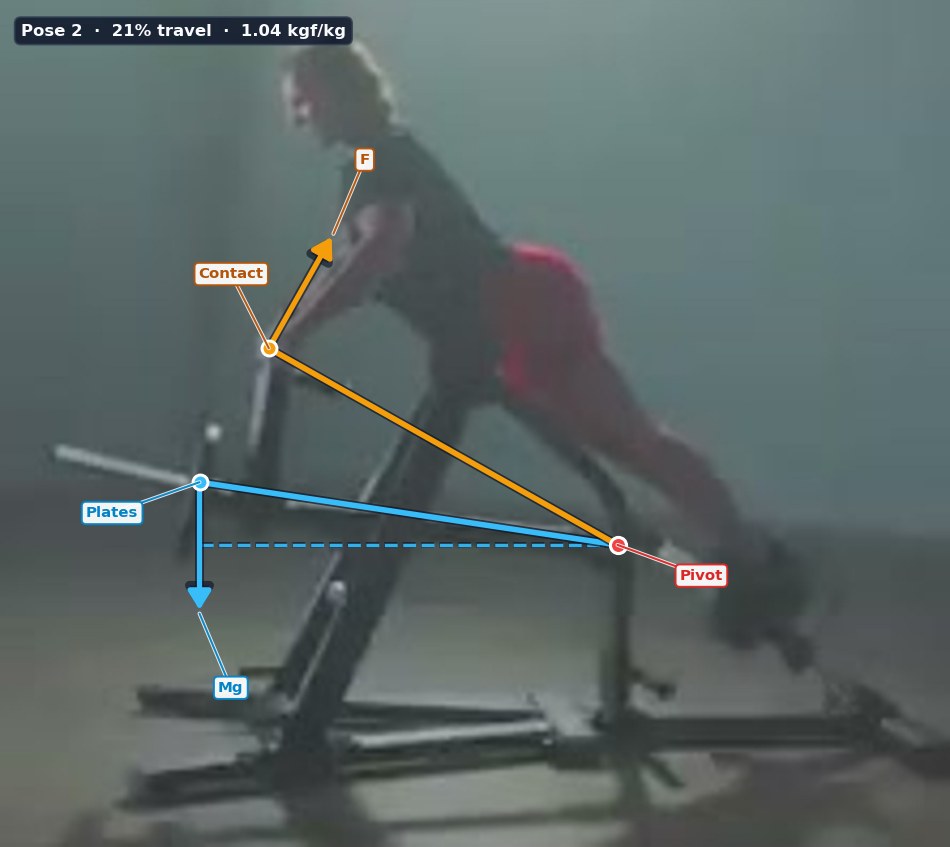 Pose 2 · 21% travel · 1.04 kgf/kg
F
Contact
Plates
Pivot
Mg